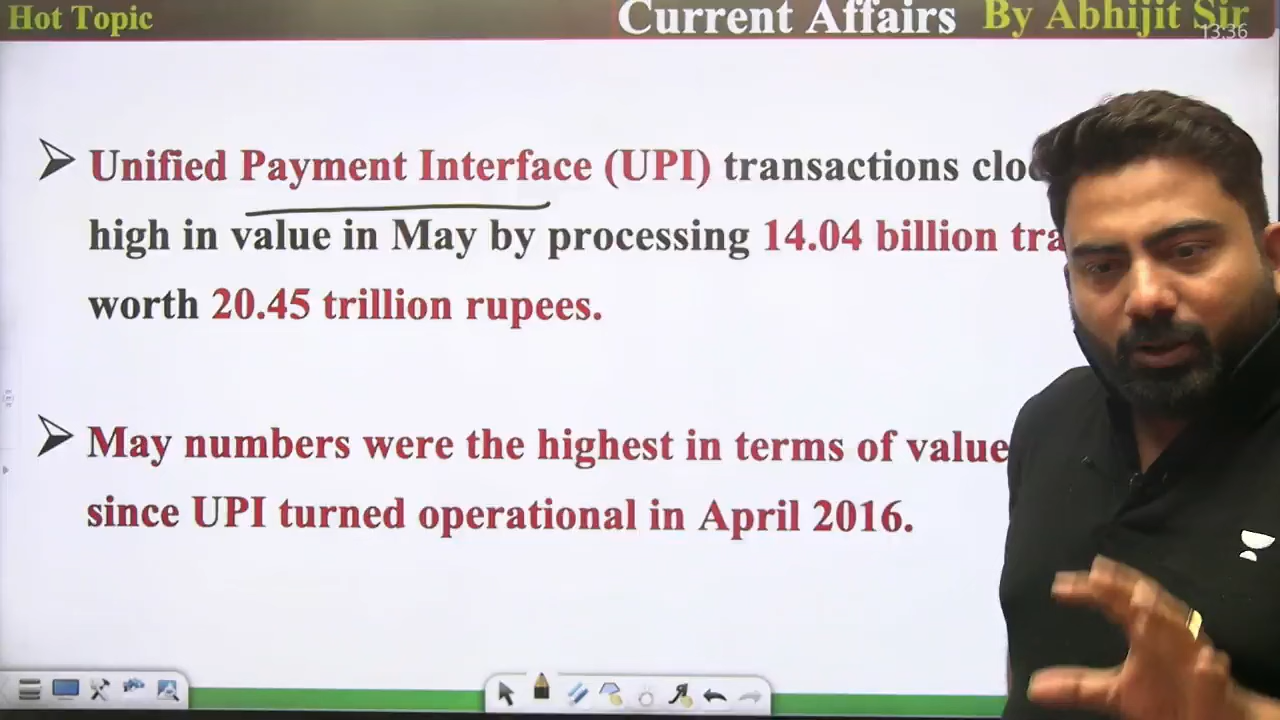 Hot Topic
Current Affairs By Abhijit Sir
13:36
Unified Payment Interface (UPI) transactions
high in value in May by processing 14.04 billion
worth 20.45 trillion rupees.
May numbers were the highest in terms of value
since UPI turned operational in April 2016.